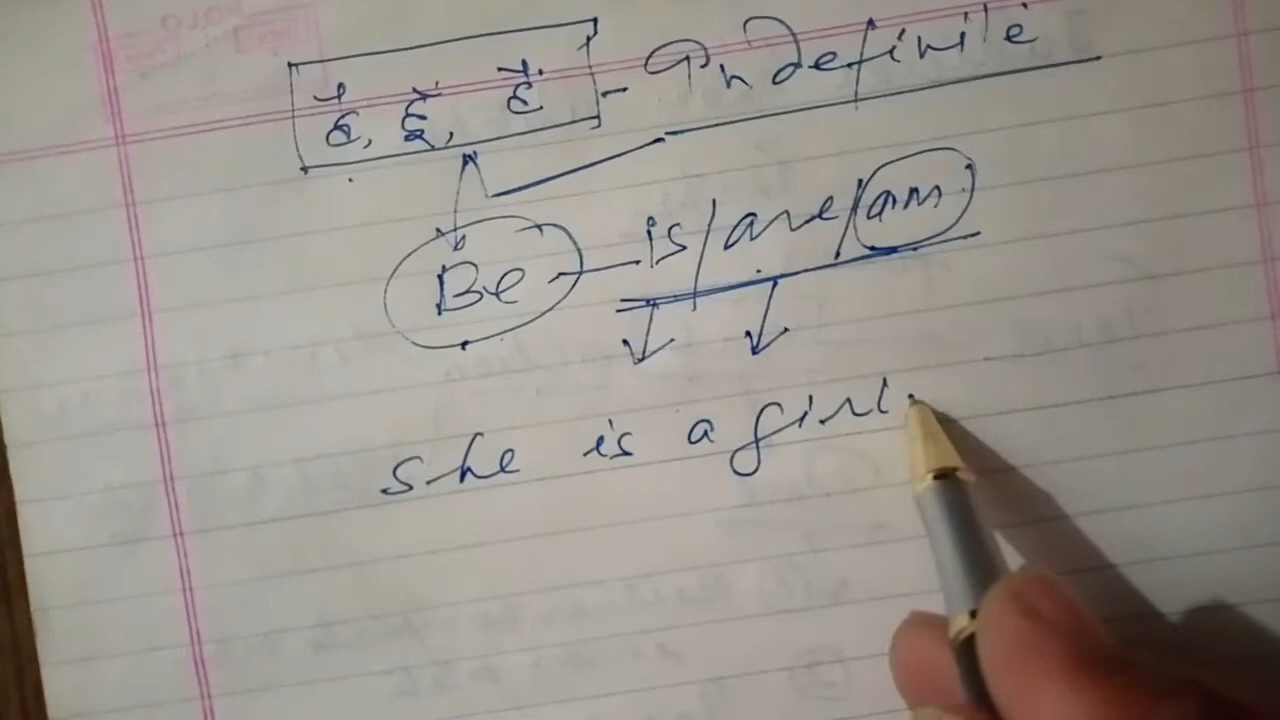 है, हूँ, हैं - Indefinite
Be - is/are/am
she is a girl.